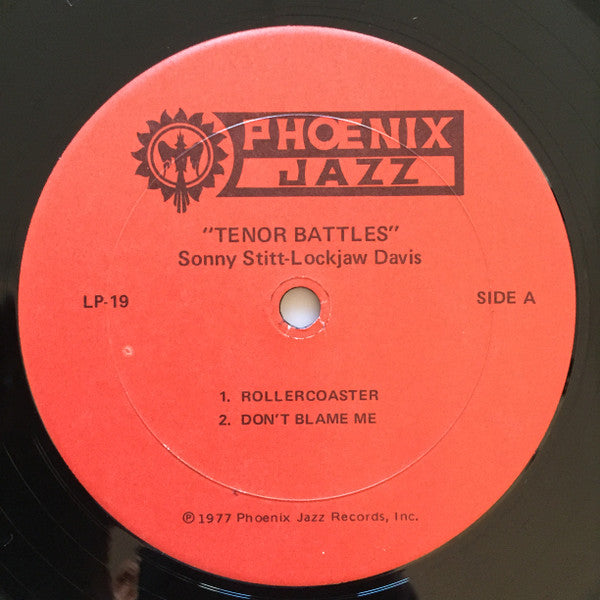 PHOENIX
JAZZ
"TENOR BATTLES"
Sonny Stitt-Lockjaw Davis
LP-19
SIDE A
1. ROLLERCOASTER
2. DON'T BLAME ME
℗ 1977 Phoenix Jazz Records, Inc.